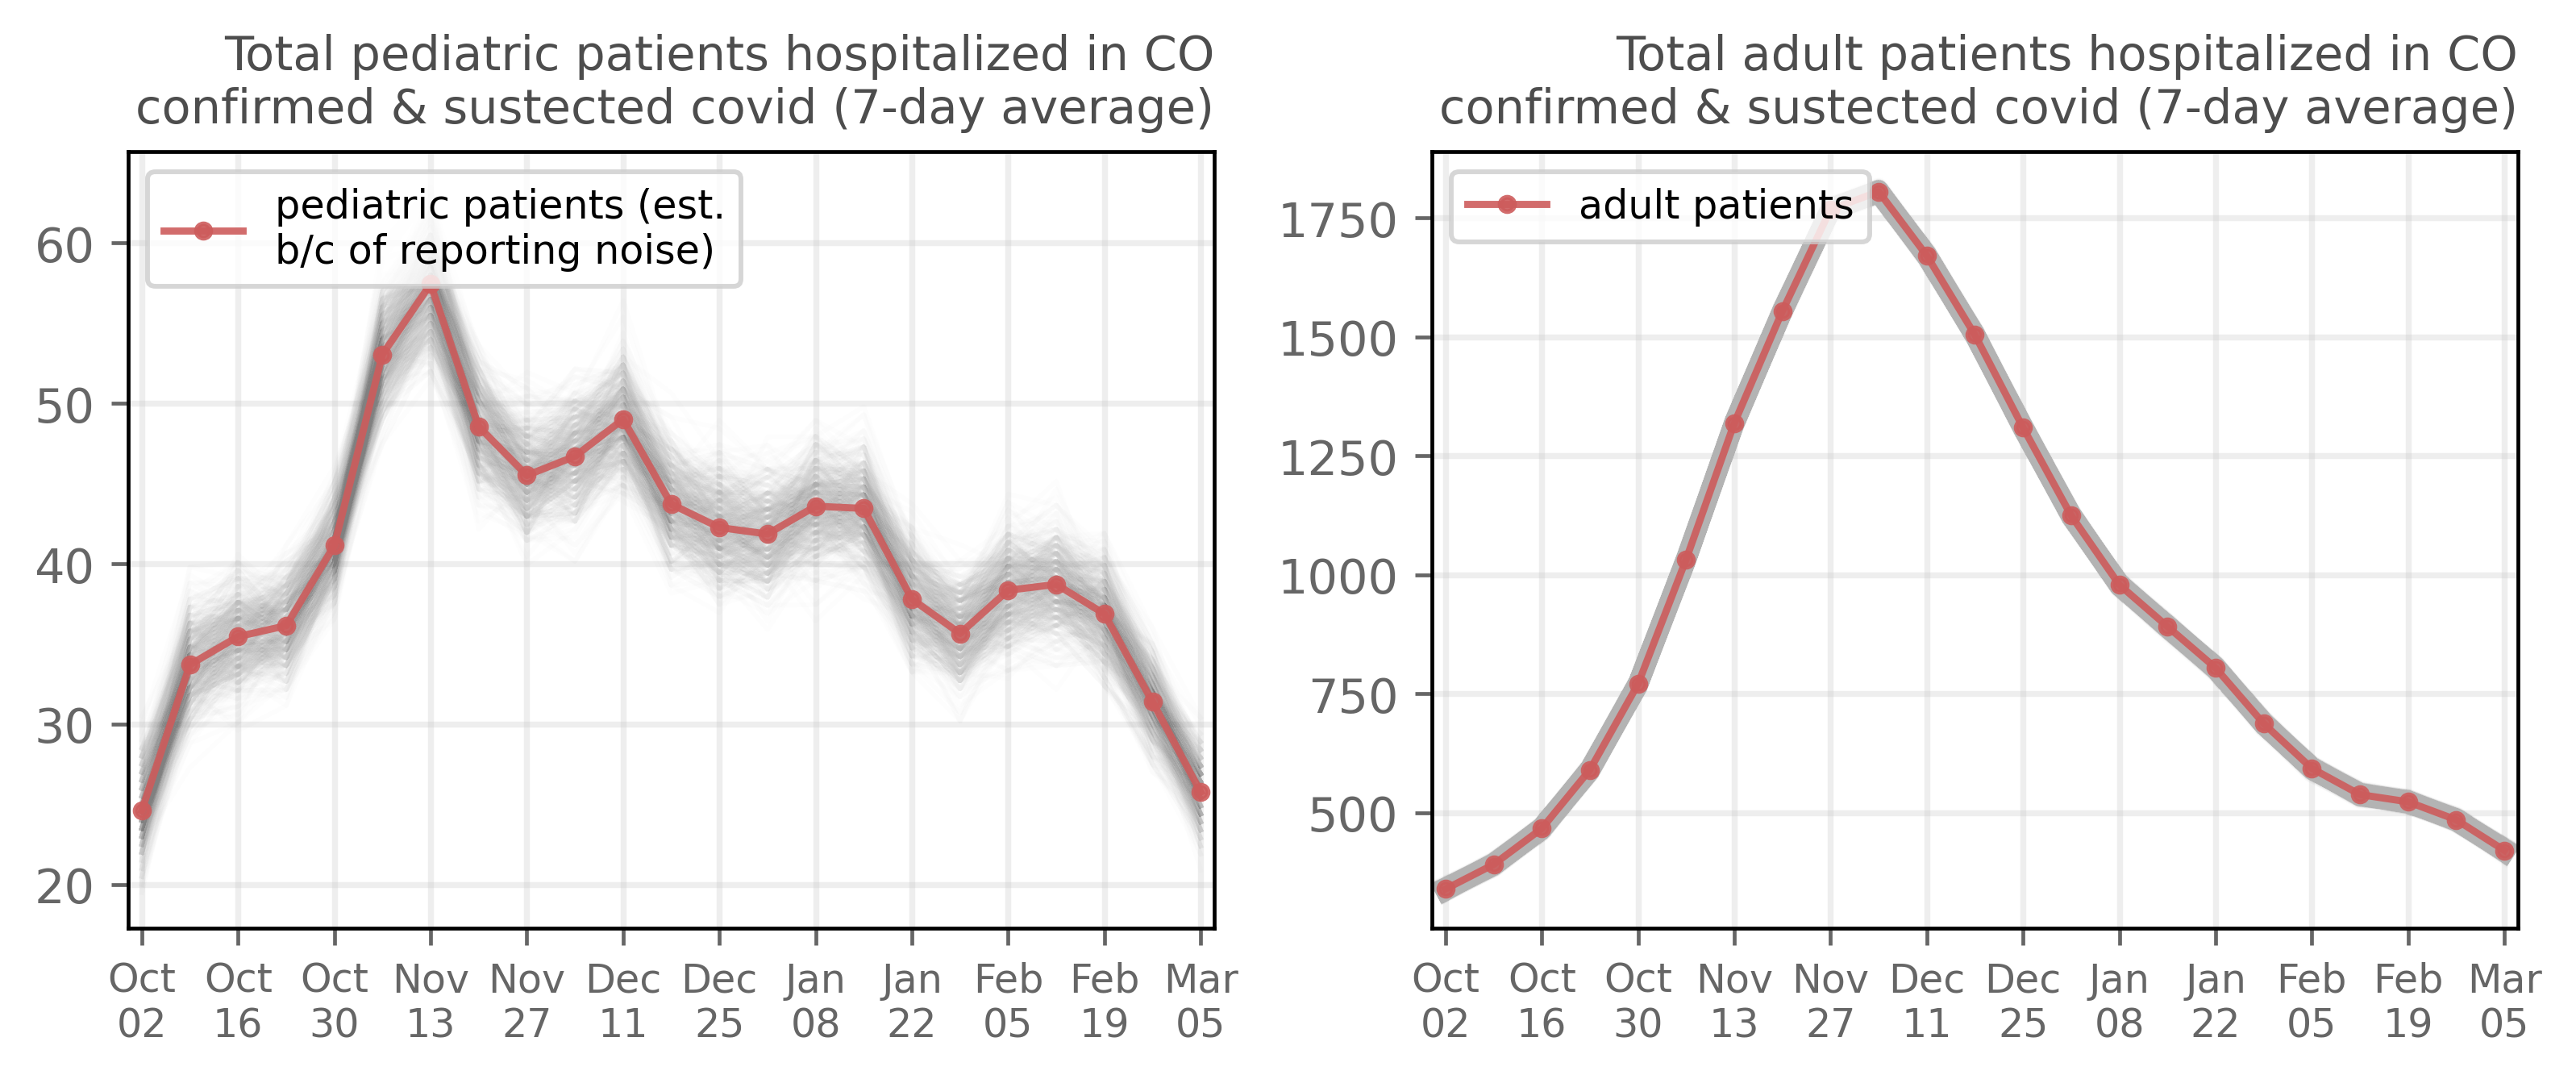 Total pediatric patients hospitalized in CO
confirmed & sustected covid (7-day average)
pediatric patients (est.
b/c of reporting noise)
60
50
40
30
20
Oct Oct Oct Nov Nov Dec Dec Jan Jan Feb Feb Mar
02 16 30 13 27 11 25 08 22 05 19 05
Total adult patients hospitalized in CO
confirmed & sustected covid (7-day average)
adult patients
1750
1500
1250
1000
750
500
Oct Oct Oct Nov Nov Dec Dec Jan Jan Feb Feb Mar
02 16 30 13 27 11 25 08 22 05 19 05